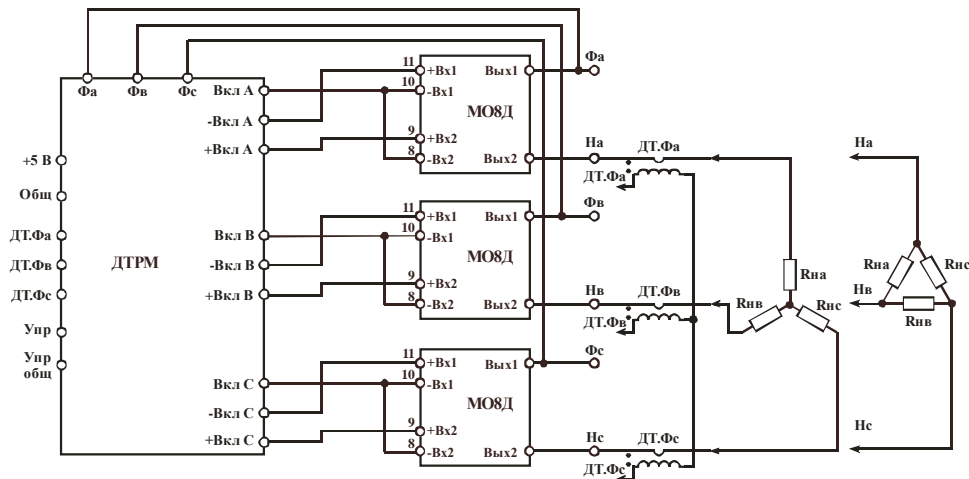 Фа
Фв
Фс
Вкл А
-Вкл А
+Вкл А
+5 В
Общ
ДТ.Фа
ДТ.Фв
ДТ.Фс
Упр
Упр
общ
ДТРМ
Вкл В
-Вкл В
+Вкл В
Вкл С
-Вкл С
+Вкл С
11
10
9
8
+Вх1
-Вх1
+Вх2
-Вх2
МО8Д
Вых1
Вых2
11
10
9
8
+Вх1
-Вх1
+Вх2
-Вх2
МО8Д
Вых1
Вых2
11
10
9
8
+Вх1
-Вх1
+Вх2
-Вх2
МО8Д
Вых1
Вых2
Фа
На
ДТ.Фа
ДТ.Фа
Фв
Нв
ДТ.Фв
ДТ.Фв
Фс
Нс
ДТ.Фс
ДТ.Фс
Rна
Rнв
Rнс
На
Нв
Нс
Rна
Rнс
Rнв